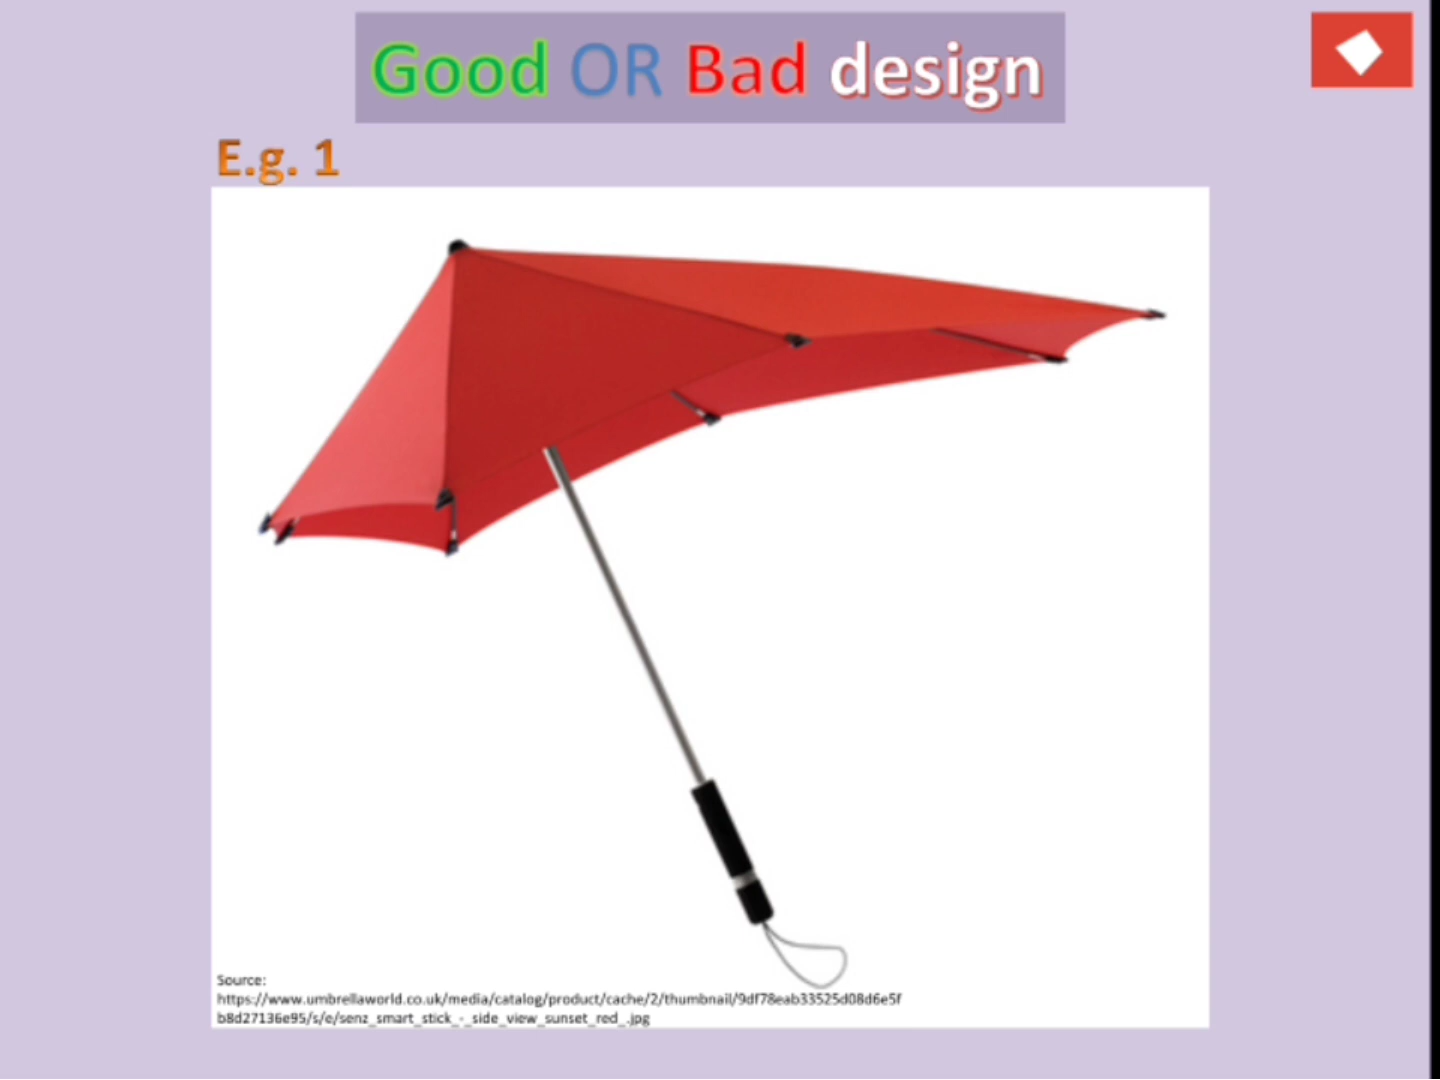 Good OR Bad design
E.g. 1
Source:
https://www.umbrellaworld.co.uk/media/catalog/product/cache/2/thumbnail/9df78eab33525d08d6e5f
b8d27136e95/s/e/senz_smart_stick_-_side_view_sunset_red_.jpg